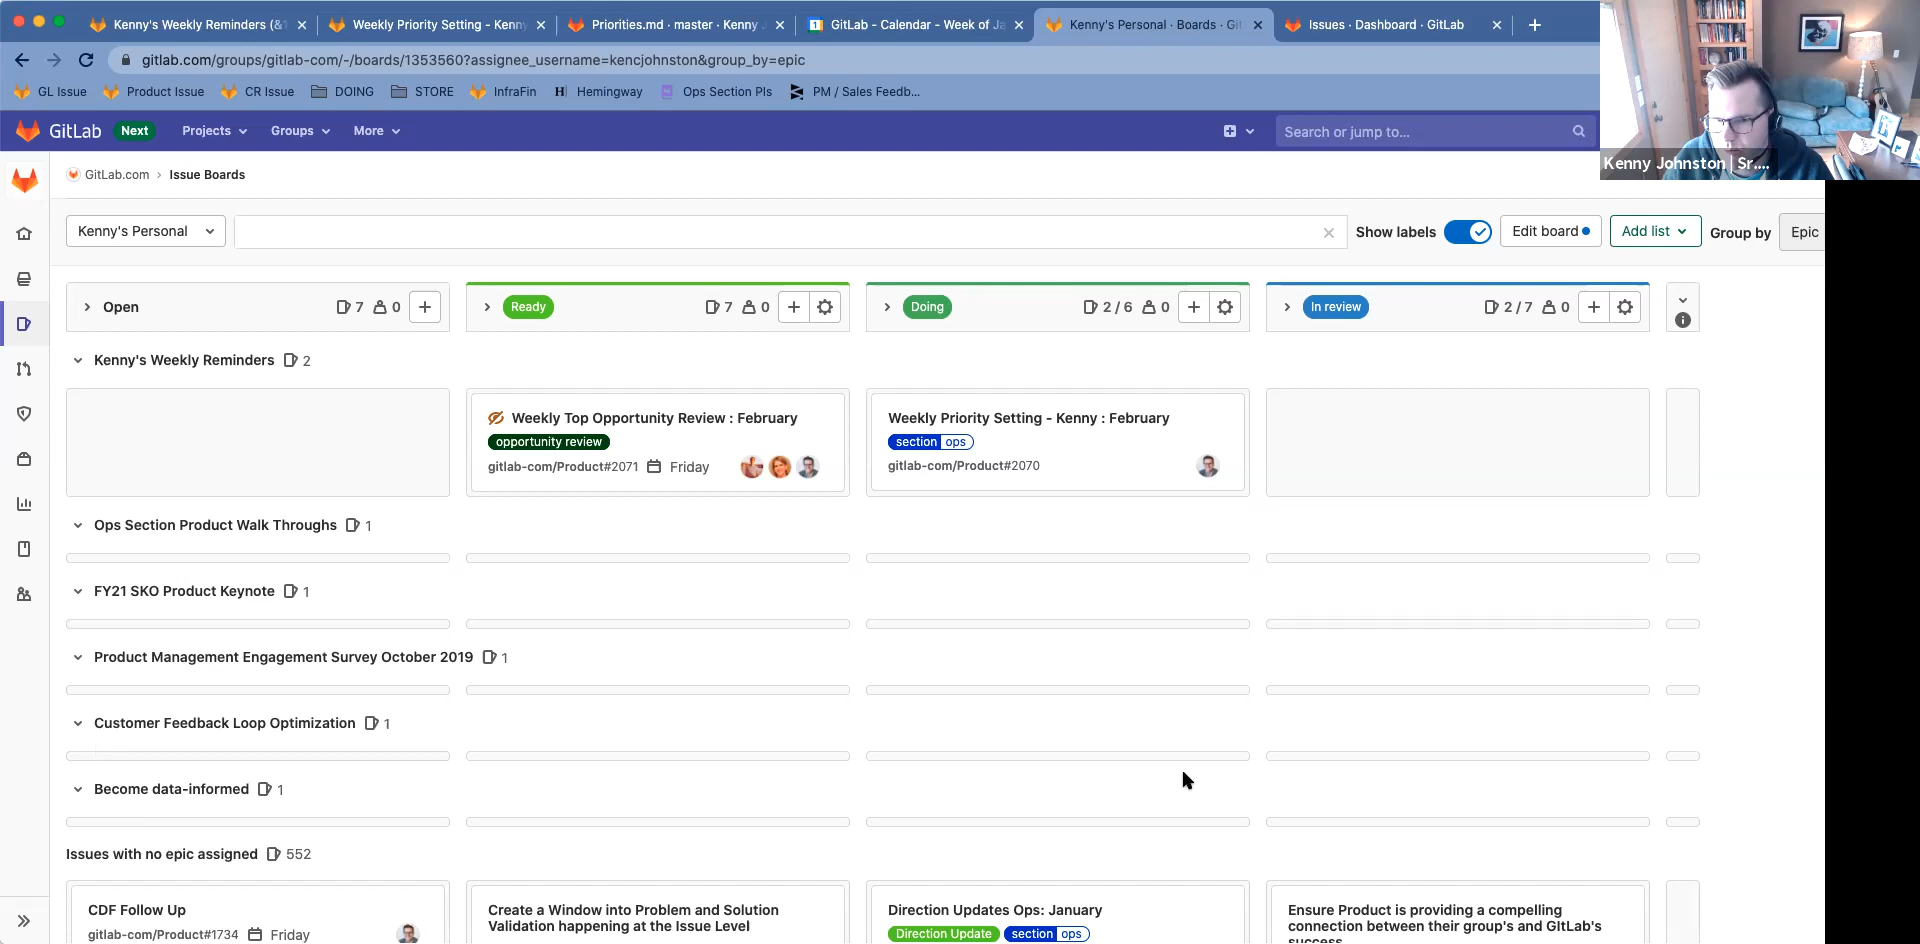 Kenny's Weekly Reminders (&
Weekly Priority Setting - Kenny
Priorities.md · master · Kenny
GitLab - Calendar - Week of Ja
Kenny's Personal · Boards · Git
Issues · Dashboard · GitLab
gitlab.com/groups/gitlab-com/-/boards/1353560?assignee_username=kencjohnston&group_by=epic
GL Issue
Product Issue
CR Issue
DOING
STORE
InfraFin
Hemingway
Ops Section PIs
PM / Sales Feedb...
GitLab
Next
Projects
Groups
More
Search or jump to...
Kenny Johnston | Sr....
GitLab.com › Issue Boards
Kenny's Personal
Show labels
Edit board
Add list
Group by
Epic
Open
7
0
Ready
7
0
Doing
2 / 6
0
In review
2 / 7
0
Kenny's Weekly Reminders 2
Weekly Top Opportunity Review : February
opportunity review
gitlab-com/Product#2071 Friday
Weekly Priority Setting - Kenny : February
section ops
gitlab-com/Product#2070
Ops Section Product Walk Throughs 1
FY21 SKO Product Keynote 1
Product Management Engagement Survey October 2019 1
Customer Feedback Loop Optimization 1
Become data-informed 1
Issues with no epic assigned 552
CDF Follow Up
gitlab-com/Product#1734 Friday
Create a Window into Problem and Solution
Validation happening at the Issue Level
Direction Updates Ops: January
Direction Update section ops
Ensure Product is providing a compelling
connection between their group's and GitLab's
success